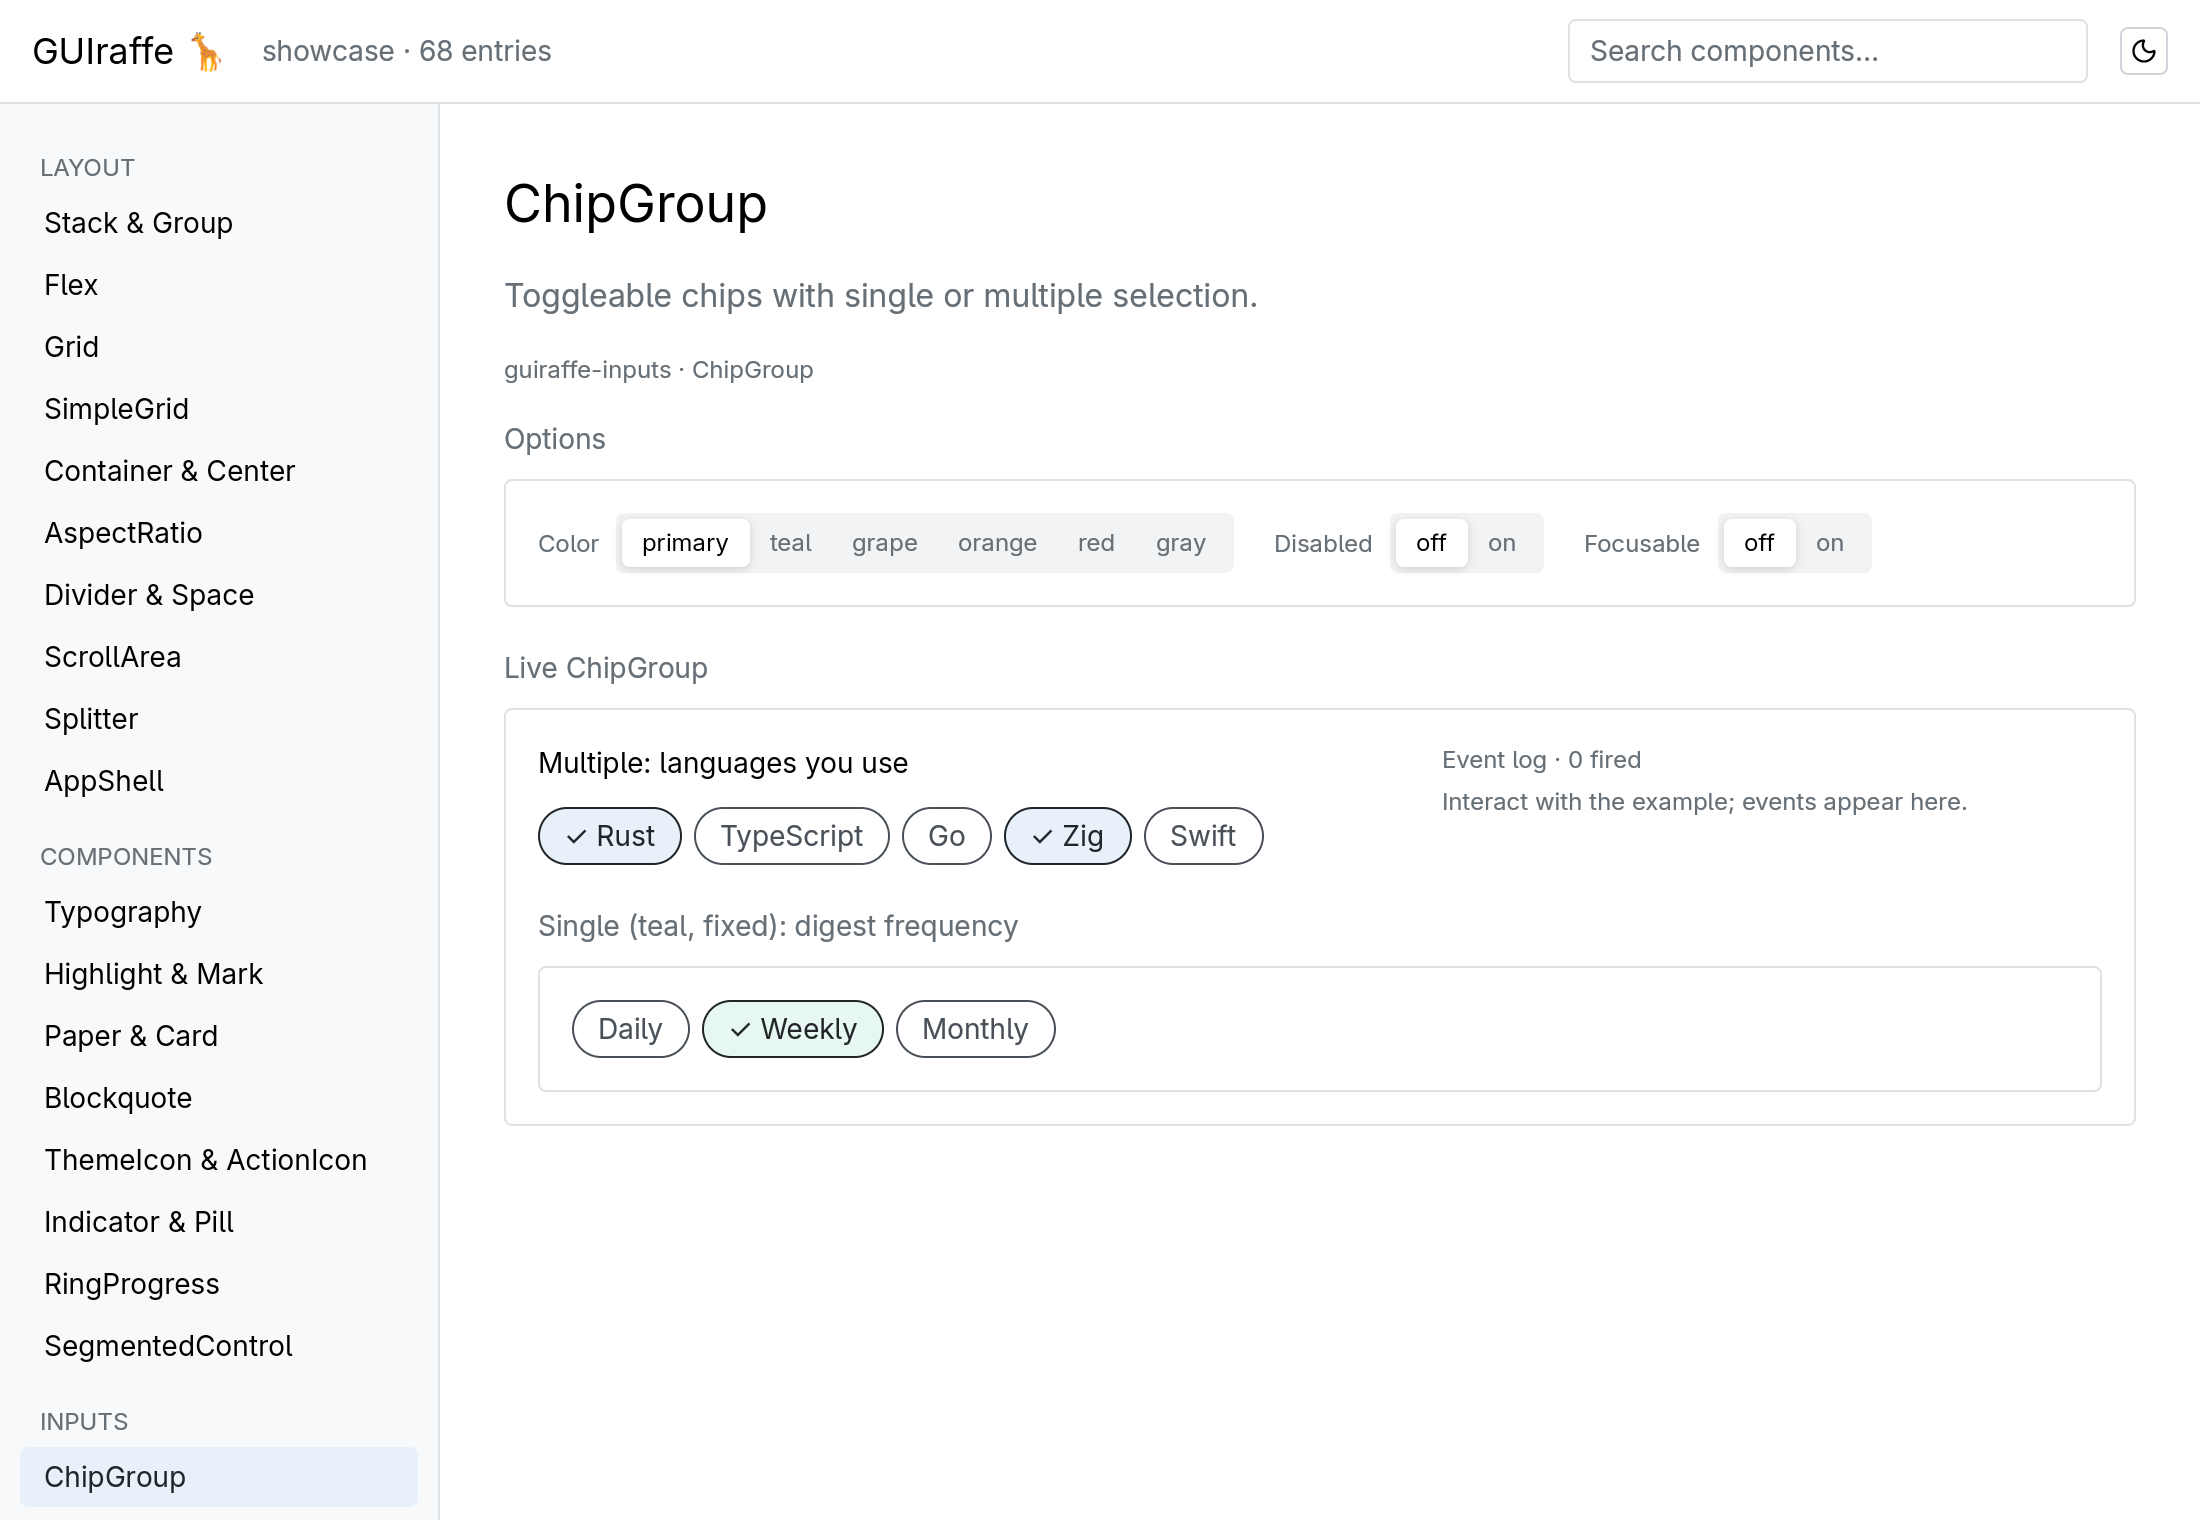 GUIraffe 🦒 showcase · 68 entries Search components...
LAYOUT
Stack & Group
Flex
Grid
SimpleGrid
Container & Center
AspectRatio
Divider & Space
ScrollArea
Splitter
AppShell
COMPONENTS
Typography
Highlight & Mark
Paper & Card
Blockquote
ThemeIcon & ActionIcon
Indicator & Pill
RingProgress
SegmentedControl
INPUTS
ChipGroup
ChipGroup
Toggleable chips with single or multiple selection.
guiraffe-inputs · ChipGroup
Options
Color primary teal grape orange red gray Disabled off on Focusable off on
Live ChipGroup
Multiple: languages you use
Rust TypeScript Go Zig Swift
Event log · 0 fired
Interact with the example; events appear here.
Single (teal, fixed): digest frequency
Daily Weekly Monthly